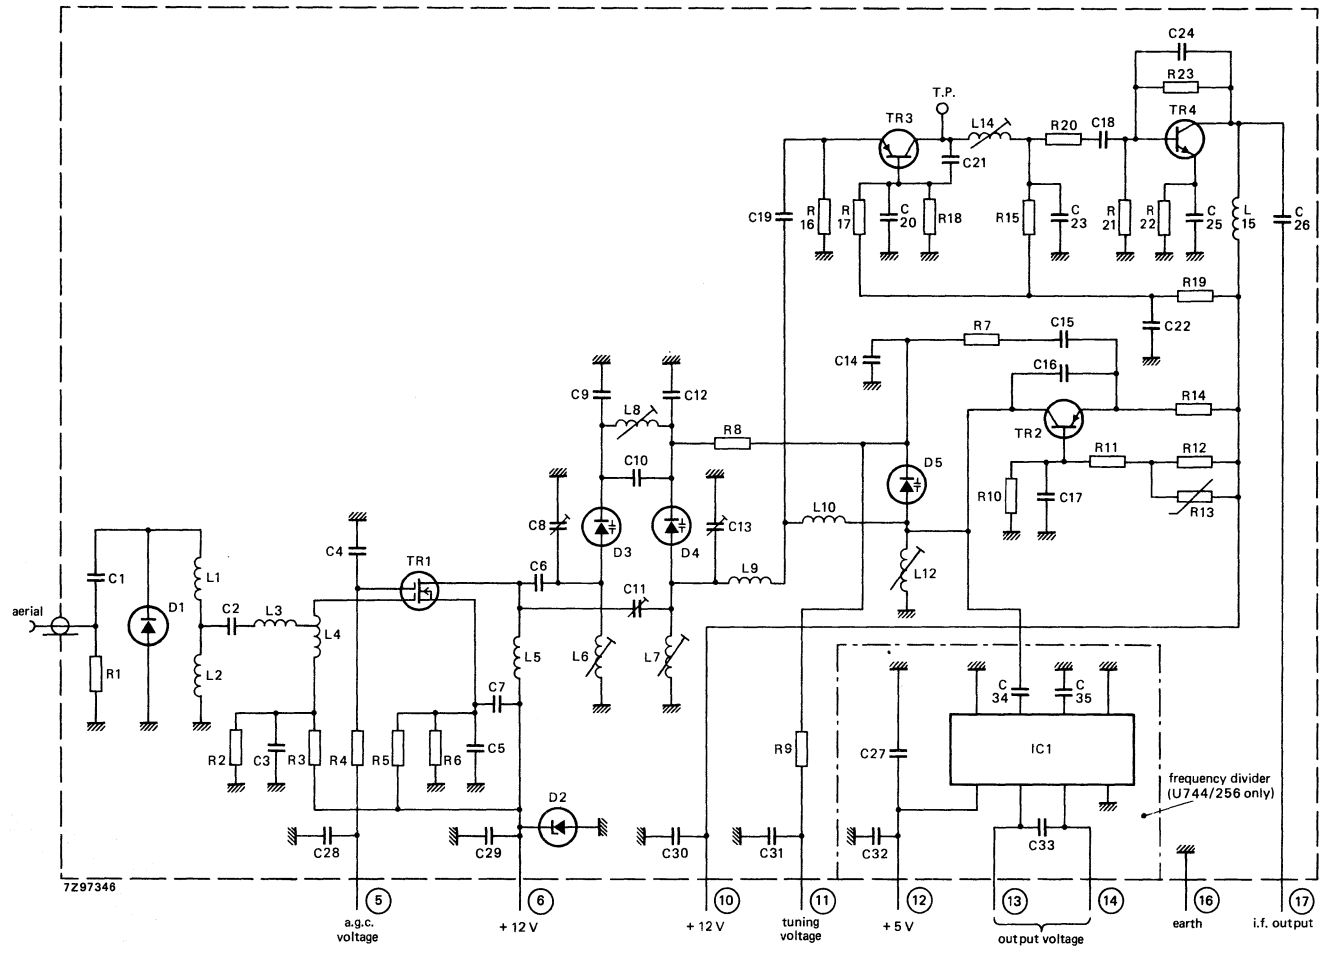 C24
R23
T.P.
TR3
L14
R20
C18
TR4
C21
C19
R
16
R
17
C
20
R18
R15
C
23
R
21
R
22
C
25
L
15
C
26
R19
C22
R7
C15
C14
C16
C9
L8
C12
R8
TR2
R14
D5
R11
R12
C10
R10
C17
R13
C8
D3
D4
C13
L10
C4
TR1
C6
L9
L12
C1
L1
C11
aerial
D1
C2
L3
L4
R1
L2
L5
L6
L7
C7
C
34
C
35
R2
C3
R3
R4
R5
R6
C5
R9
C27
IC1
frequency divider
(U744/256 only)
D2
C28
C29
C30
C31
C32
C33
7Z97346
5
6
10
11
12
13
14
16
17
a.g.c.
voltage
+ 12 V
+ 12 V
tuning
voltage
+ 5 V
output voltage
earth
i.f. output